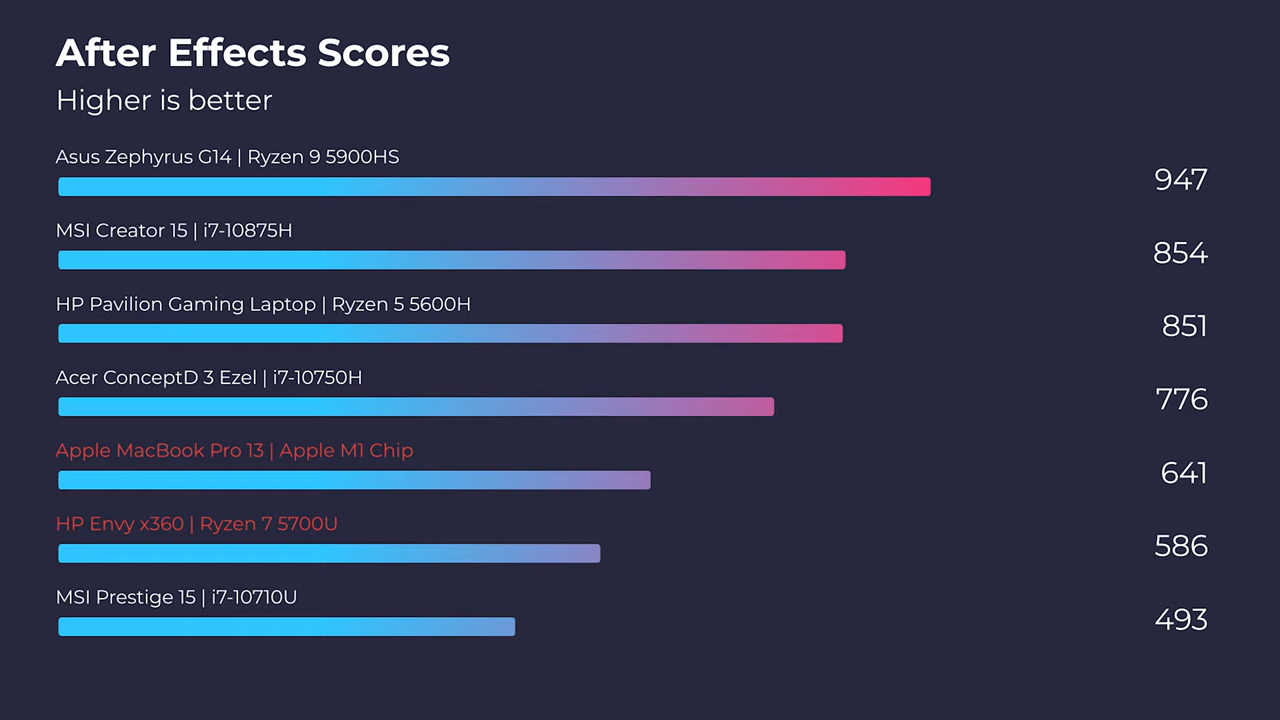 After Effects Scores
Higher is better
Asus Zephyrus G14 | Ryzen 9 5900HS
947
MSI Creator 15 | i7-10875H
854
HP Pavilion Gaming Laptop | Ryzen 5 5600H
851
Acer ConceptD 3 Ezel | i7-10750H
776
Apple MacBook Pro 13 | Apple M1 Chip
641
HP Envy x360 | Ryzen 7 5700U
586
MSI Prestige 15 | i7-10710U
493